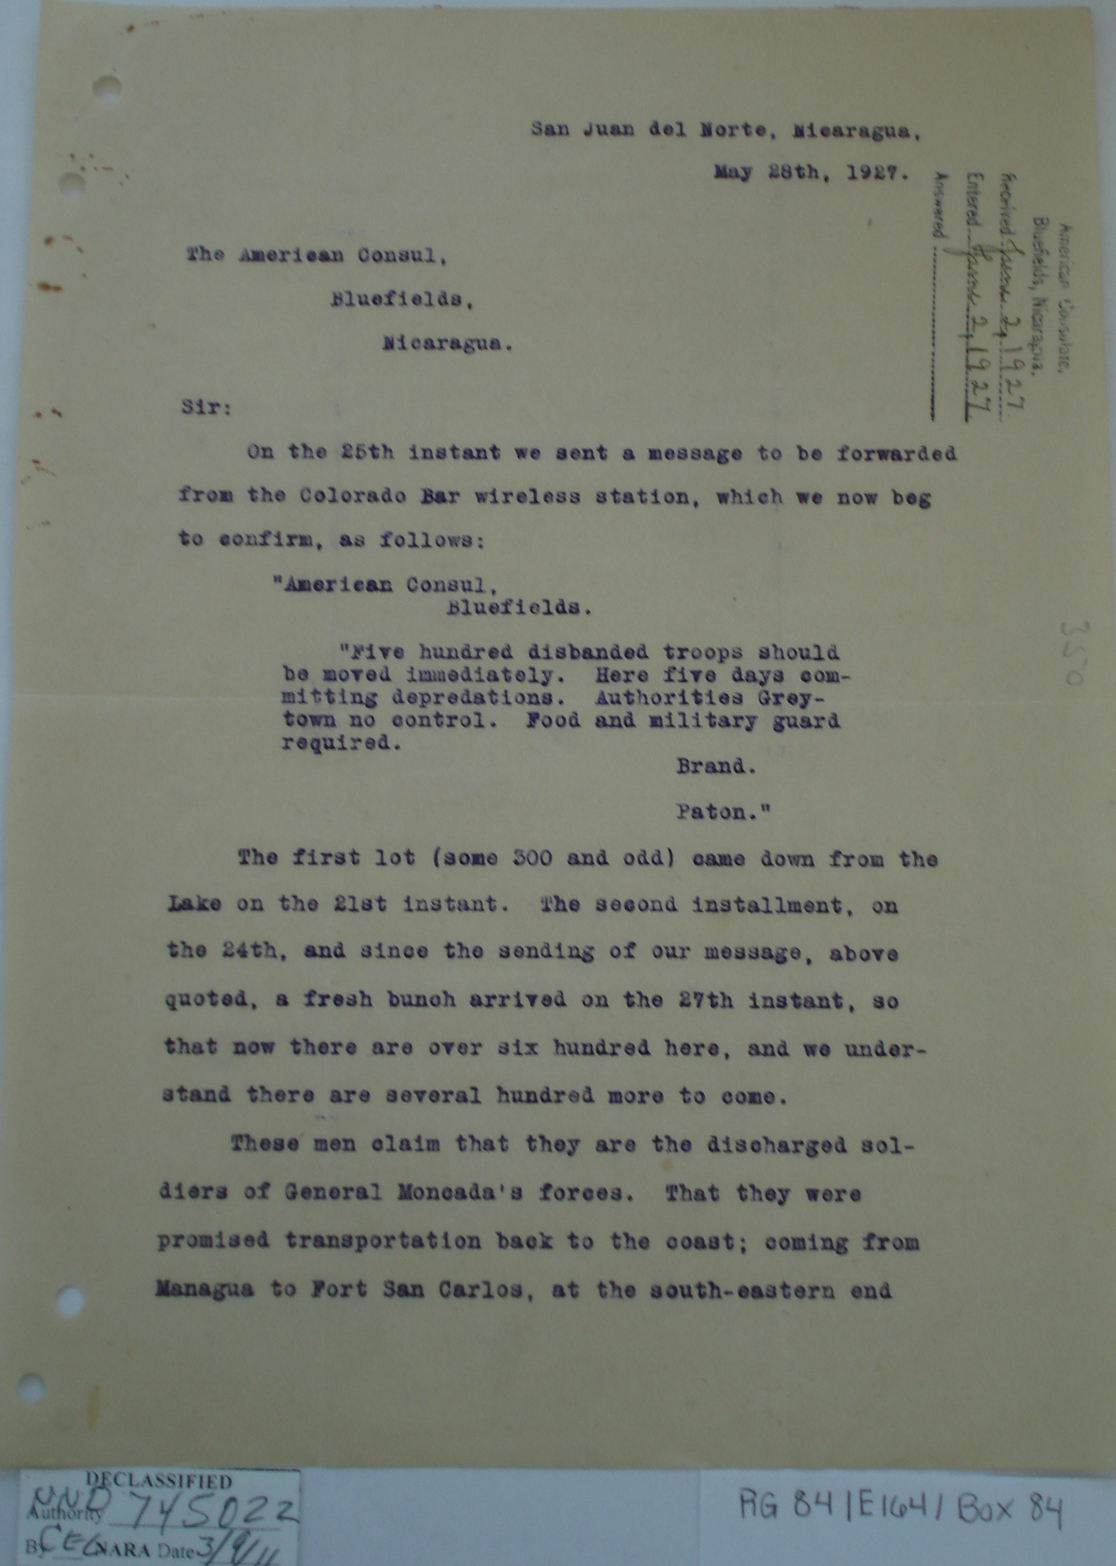 San Juan del Norte, Nicaragua,
May 28th, 1927.
American Consulate,
Bluefields, Nicaragua.
Received June 2, 1927
Entered June 2, 1927
Answered
The American Consul,
Bluefields,
Nicaragua.
Sir:
On the 25th instant we sent a message to be forwarded
from the Colorado Bar wireless station, which we now beg
to confirm, as follows:
"American Consul,
Bluefields.
"Five hundred disbanded troops should
be moved immediately. Here five days com-
mitting depredations. Authorities Grey-
town no control. Food and military guard
required.
Brand.
Paton."
350
The first lot (some 300 and odd) came down from the
Lake on the 21st instant. The second installment, on
the 24th, and since the sending of our message, above
quoted, a fresh bunch arrived on the 27th instant, so
that now there are over six hundred here, and we under-
stand there are several hundred more to come.
These men claim that they are the discharged sol-
diers of General Moncada's forces. That they were
promised transportation back to the coast; coming from
Managua to Fort San Carlos, at the south-eastern end
DECLASSIFIED
Authority NND 745022
By CEC NARA Date 3/9/11
RG 84 | E164 | Box 84